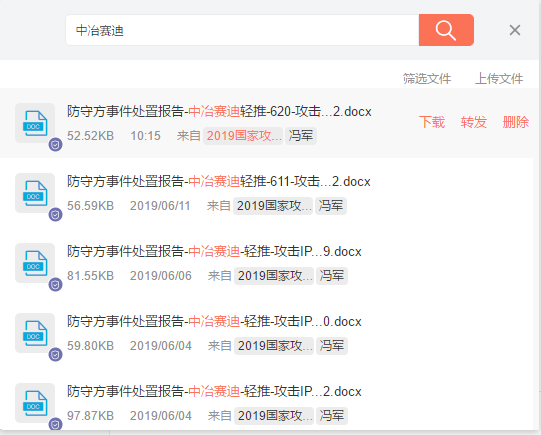 中冶赛迪
筛选文件 上传文件
防守方事件处置报告-中冶赛迪轻推-620-攻击...2.docx
52.52KB 10:15 来自 2019国家攻... 冯军
下载 转发 删除
防守方事件处置报告-中冶赛迪轻推-611-攻击...2.docx
56.59KB 2019/06/11 来自 2019国家攻... 冯军
防守方事件处置报告-中冶赛迪-轻推-攻击IP...9.docx
81.55KB 2019/06/06 来自 2019国家攻... 冯军
防守方事件处置报告-中冶赛迪-轻推-攻击IP...0.docx
59.80KB 2019/06/04 来自 2019国家攻... 冯军
防守方事件处置报告-中冶赛迪-轻推-攻击IP...2.docx
97.87KB 2019/06/04 来自 2019国家攻... 冯军
DOC
DOC
DOC
DOC
DOC